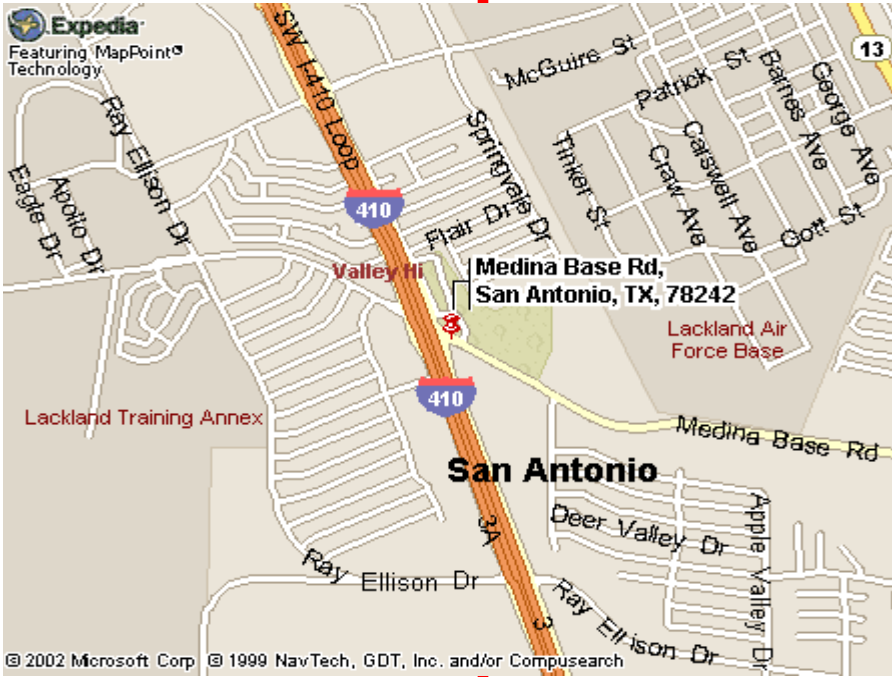 Expedia
Featuring MapPoint®
Technology
SW I-410 Loop
McGuire St
Patrick St
Barnes Ave
George Ave
13
Ray Ellison Dr
Springvale Dr
Tinker St
Craw Ave
Carswell Ave
Gott St
Eagle Dr
Apollo Dr
410
Flair Dr
Valley Hi
Medina Base Rd,
San Antonio, TX, 78242
Lackland Air
Force Base
410
Lackland Training Annex
Medina Base Rd
San Antonio
3A
Deer Valley Dr
Apple Valley Dr
Ray Ellison Dr
Ray Ellison Dr
3
© 2002 Microsoft Corp © 1999 NavTech, GDT, Inc. and/or Compusearch